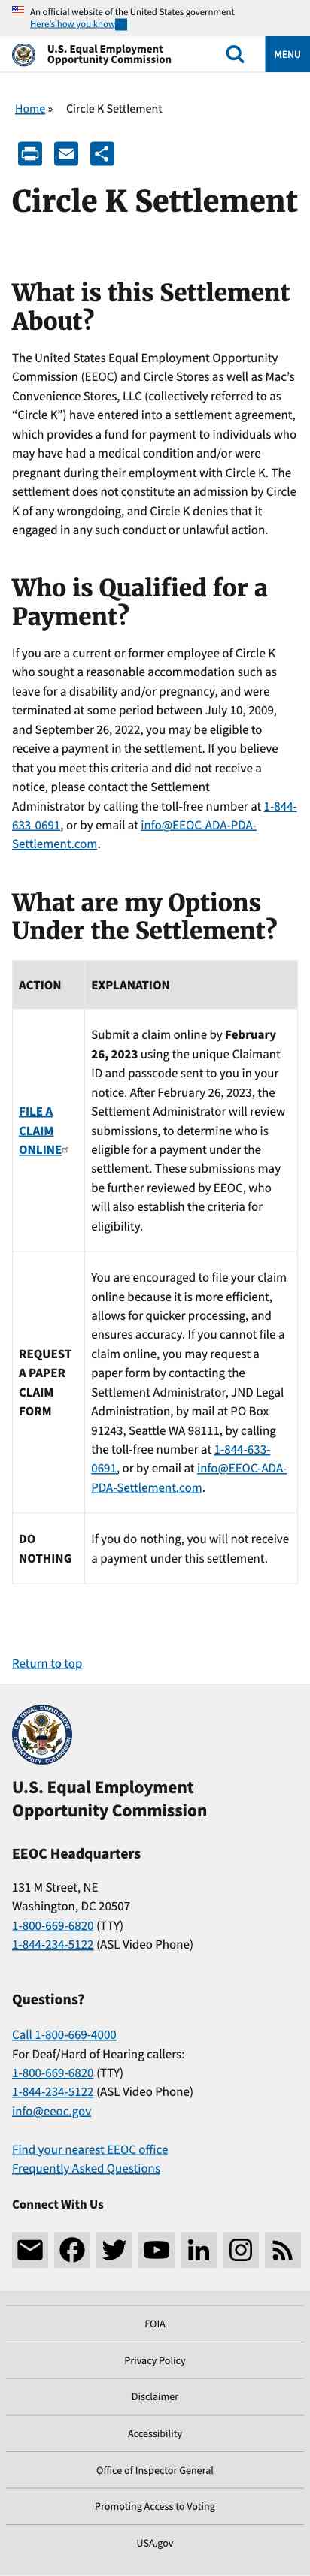 An official website of the United States government
Here's how you know
U.S. Equal Employment
Opportunity Commission
MENU
Home » Circle K Settlement
Circle K Settlement
What is this Settlement
About?
The United States Equal Employment Opportunity
Commission (EEOC) and Circle Stores as well as Mac's
Convenience Stores, LLC (collectively referred to as
“Circle K”) have entered into a settlement agreement,
which provides a fund for payment to individuals who
may have had a medical condition and/or were
pregnant during their employment with Circle K. The
settlement does not constitute an admission by Circle
K of any wrongdoing, and Circle K denies that it
engaged in any such conduct or unlawful action.
Who is Qualified for a
Payment?
If you are a current or former employee of Circle K
who sought a reasonable accommodation such as
leave for a disability and/or pregnancy, and were
terminated at some period between July 10, 2009,
and September 26, 2022, you may be eligible to
receive a payment in the settlement. If you believe
that you meet this criteria and did not receive a
notice, please contact the Settlement
Administrator by calling the toll-free number at 1-844-
633-0691, or by email at info@EEOC-ADA-PDA-
Settlement.com.
What are my Options
Under the Settlement?
ACTION EXPLANATION
FILE A
CLAIM
ONLINE
Submit a claim online by February
26, 2023 using the unique Claimant
ID and passcode sent to you in your
notice. After February 26, 2023, the
Settlement Administrator will review
submissions, to determine who is
eligible for a payment under the
settlement. These submissions may
be further reviewed by EEOC, who
will also establish the criteria for
eligibility.
REQUEST
A PAPER
CLAIM
FORM
You are encouraged to file your claim
online because it is more efficient,
allows for quicker processing, and
ensures accuracy. If you cannot file a
claim online, you may request a
paper form by contacting the
Settlement Administrator, JND Legal
Administration, by mail at PO Box
91243, Seattle WA 98111, by calling
the toll-free number at 1-844-633-
0691, or by email at info@EEOC-ADA-
PDA-Settlement.com.
DO
NOTHING
If you do nothing, you will not receive
a payment under this settlement.
Return to top
U.S. Equal Employment
Opportunity Commission
EEOC Headquarters
131 M Street, NE
Washington, DC 20507
1-800-669-6820 (TTY)
1-844-234-5122 (ASL Video Phone)
Questions?
Call 1-800-669-4000
For Deaf/Hard of Hearing callers:
1-800-669-6820 (TTY)
1-844-234-5122 (ASL Video Phone)
info@eeoc.gov
Find your nearest EEOC office
Frequently Asked Questions
Connect With Us
FOIA
Privacy Policy
Disclaimer
Accessibility
Office of Inspector General
Promoting Access to Voting
USA.gov